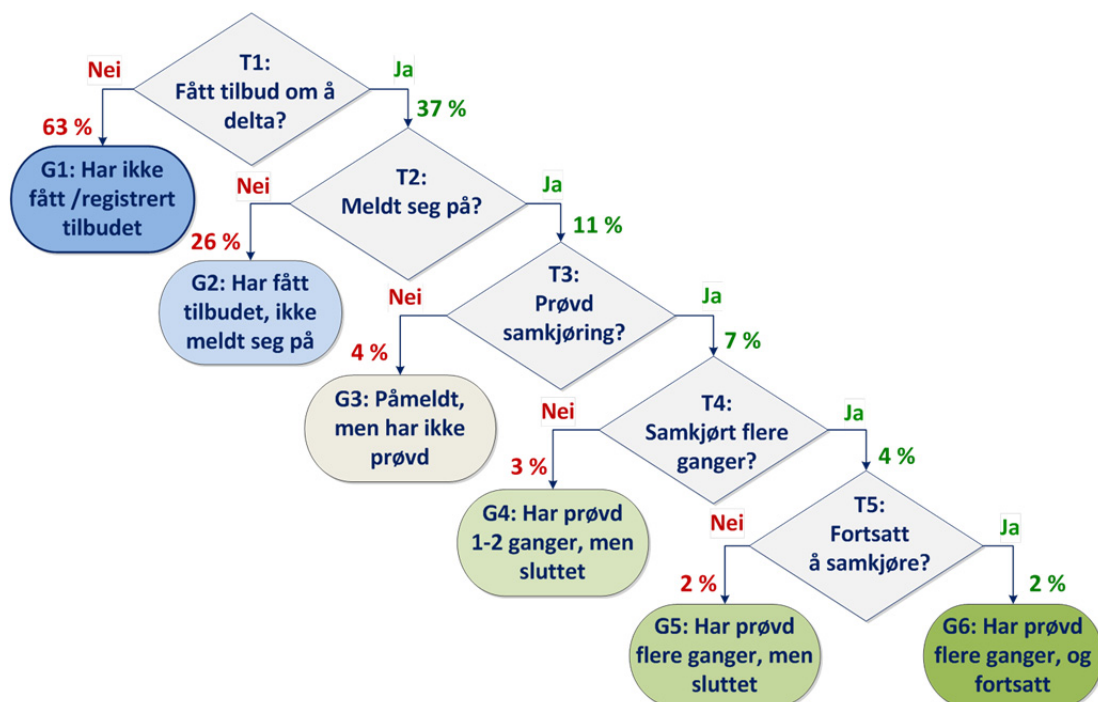 T1:
Fått tilbud om å
delta?
Nei
Ja
63 %
37 %
G1: Har ikke
fått /registrert
tilbudet
T2:
Meldt seg på?
Nei
Ja
26 %
11 %
G2: Har fått
tilbudet, ikke
meldt seg på
T3:
Prøvd
samkjøring?
Nei
Ja
4 %
7 %
G3: Påmeldt,
men har ikke
prøvd
T4:
Samkjørt flere
ganger?
Nei
Ja
3 %
4 %
G4: Har prøvd
1-2 ganger, men
sluttet
T5:
Fortsatt
å samkjøre?
Nei
Ja
2 %
2 %
G5: Har prøvd
flere ganger, men
sluttet
G6: Har prøvd
flere ganger, og
fortsatt